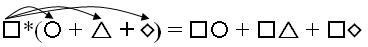 □*(○ + △ + ◇) = □○ + □△ + □◇